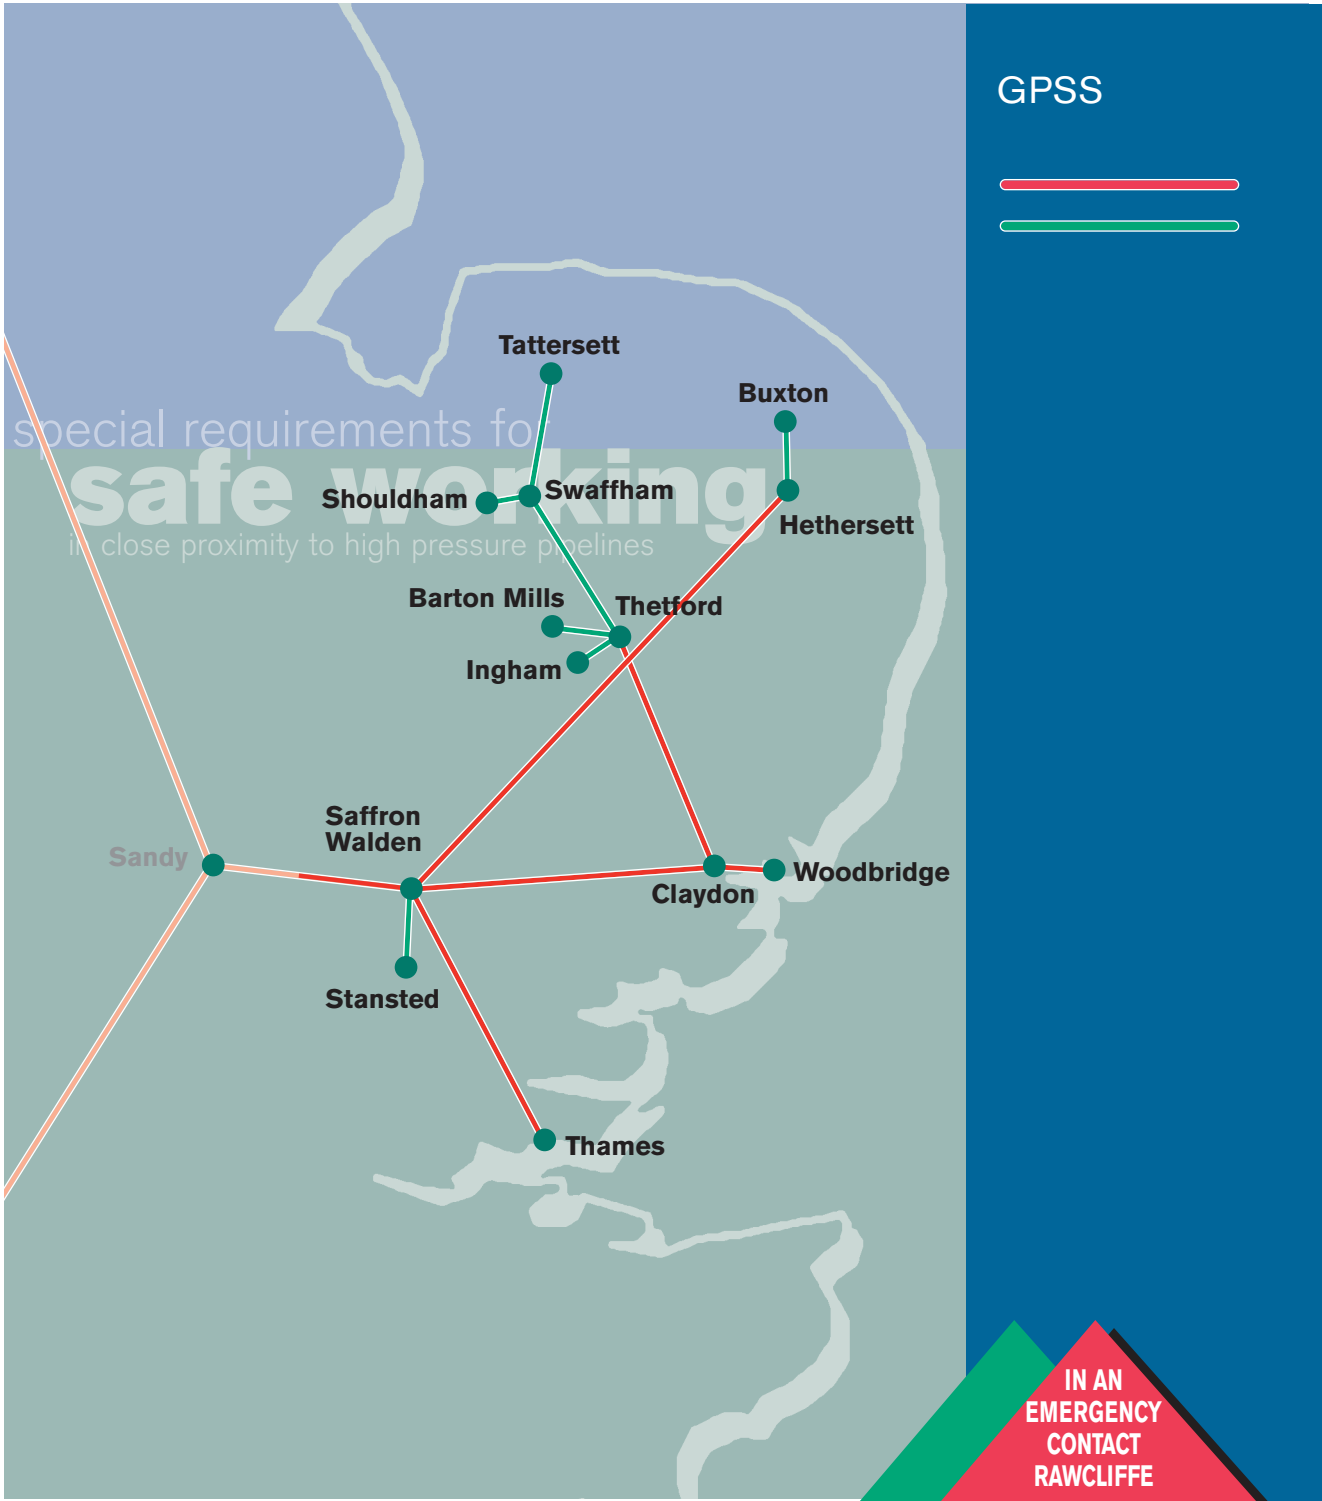 GPSS
Tattersett
Buxton
special requirements for
safe working
in close proximity to high pressure pipelines
Shouldham
Swaffham
Hethersett
Barton Mills
Thetford
Ingham
Saffron
Walden
Sandy
Claydon
Woodbridge
Stansted
Thames
IN AN
EMERGENCY
CONTACT
RAWCLIFFE